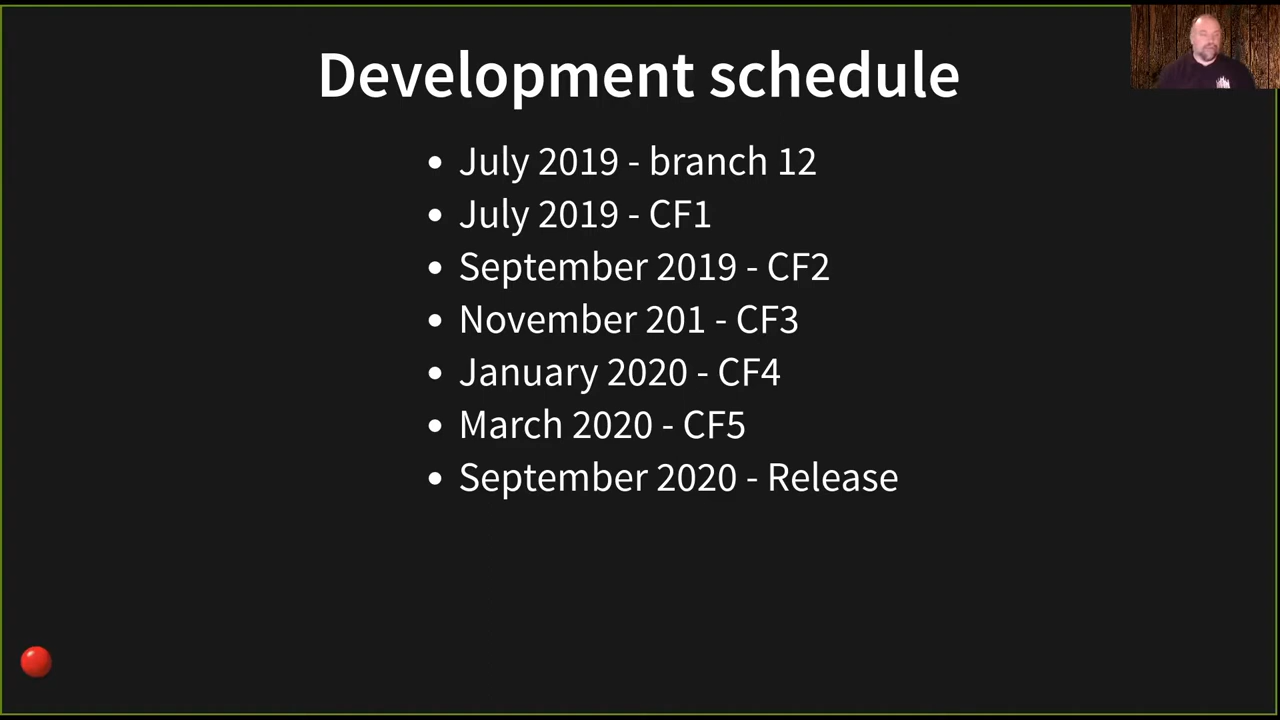 Development schedule
July 2019 - branch 12
July 2019 - CF1
September 2019 - CF2
November 201 - CF3
January 2020 - CF4
March 2020 - CF5
September 2020 - Release